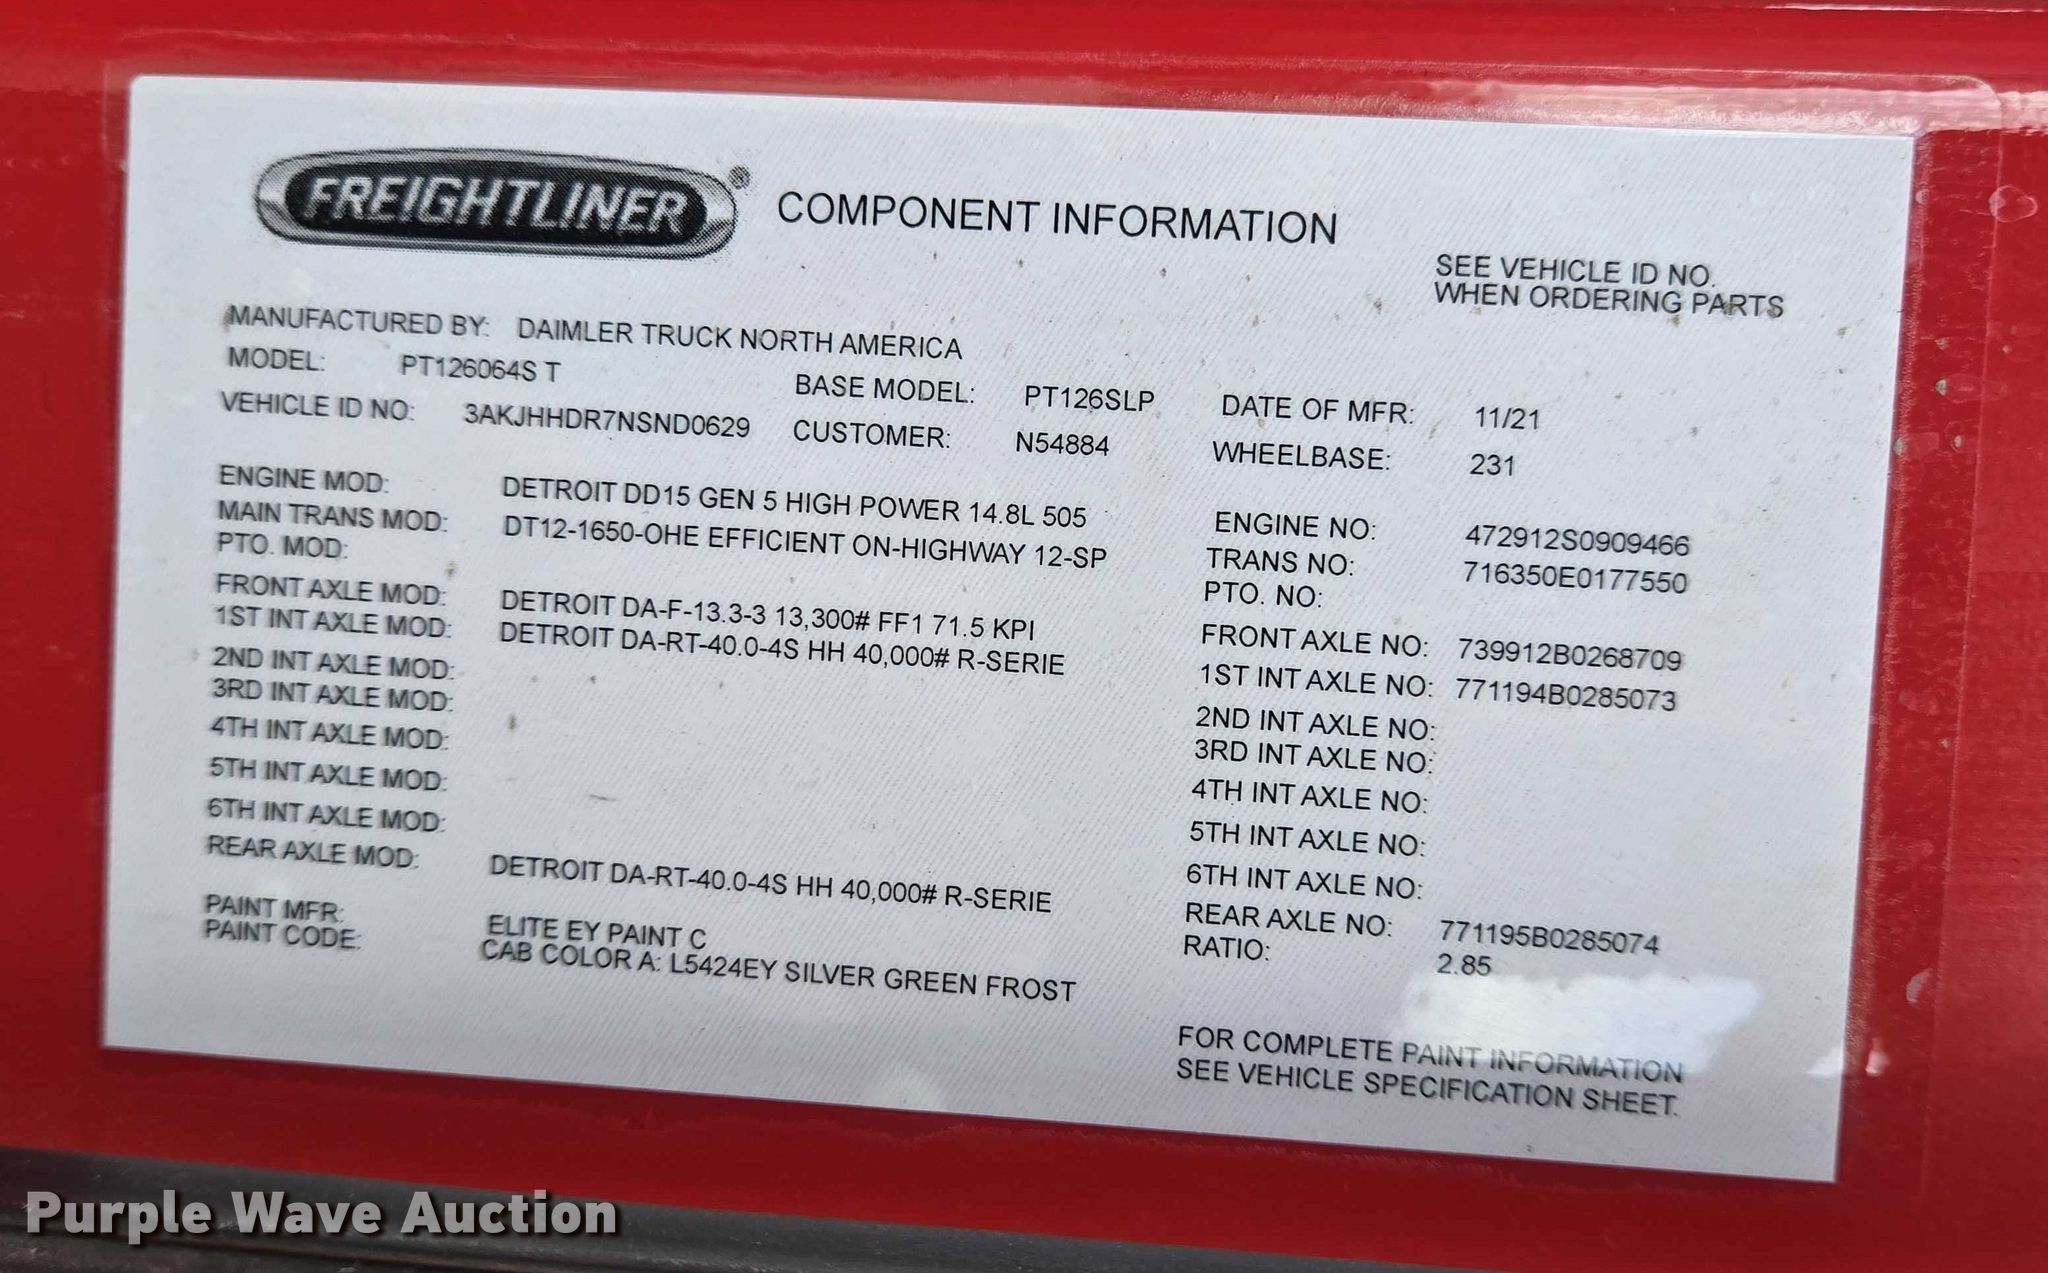 FREIGHTLINER® COMPONENT INFORMATION
SEE VEHICLE ID NO.
WHEN ORDERING PARTS
MANUFACTURED BY: DAIMLER TRUCK NORTH AMERICA
MODEL: PT126064S T BASE MODEL: PT126SLP DATE OF MFR: 11/21
VEHICLE ID NO: 3AKJHHDR7NSND0629 CUSTOMER: N54884 WHEELBASE: 231
ENGINE MOD: DETROIT DD15 GEN 5 HIGH POWER 14.8L 505 ENGINE NO: 472912S0909466
MAIN TRANS MOD: DT12-1650-OHE EFFICIENT ON-HIGHWAY 12-SP TRANS NO: 716350E0177550
PTO. MOD: PTO. NO:
FRONT AXLE MOD: DETROIT DA-F-13.3-3 13,300# FF1 71.5 KPI FRONT AXLE NO: 739912B0268709
1ST INT AXLE MOD: DETROIT DA-RT-40.0-4S HH 40,000# R-SERIE 1ST INT AXLE NO: 771194B0285073
2ND INT AXLE MOD: 2ND INT AXLE NO:
3RD INT AXLE MOD: 3RD INT AXLE NO:
4TH INT AXLE MOD: 4TH INT AXLE NO:
5TH INT AXLE MOD: 5TH INT AXLE NO:
6TH INT AXLE MOD: 6TH INT AXLE NO:
REAR AXLE MOD: DETROIT DA-RT-40.0-4S HH 40,000# R-SERIE REAR AXLE NO: 771195B0285074
RATIO: 2.85
PAINT MFR: ELITE EY PAINT C
PAINT CODE: CAB COLOR A: L5424EY SILVER GREEN FROST
FOR COMPLETE PAINT INFORMATION
SEE VEHICLE SPECIFICATION SHEET.
Purple Wave Auction